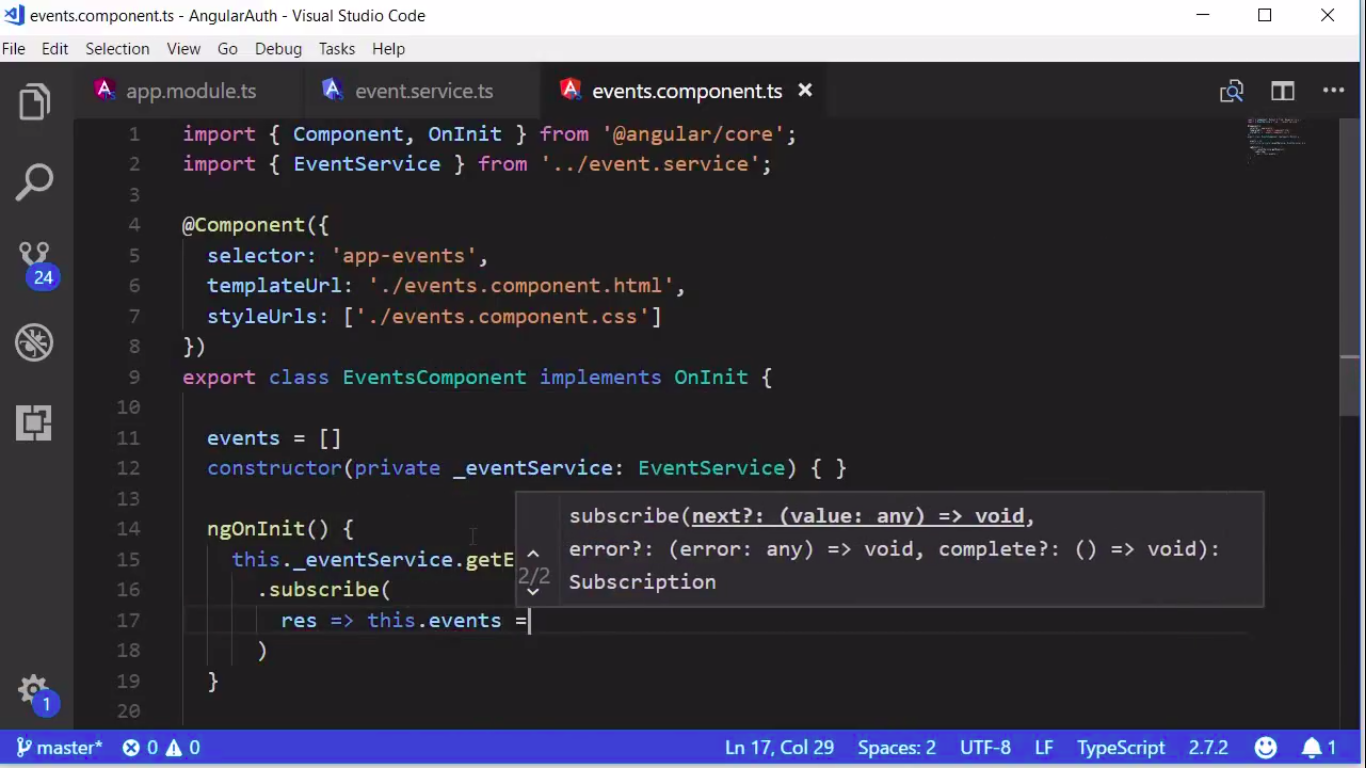 events.component.ts - AngularAuth - Visual Studio Code
File Edit Selection View Go Debug Tasks Help
app.module.ts event.service.ts events.component.ts
1 import { Component, OnInit } from '@angular/core';
2 import { EventService } from '../event.service';
3
4 @Component({
5 selector: 'app-events',
6 templateUrl: './events.component.html',
7 styleUrls: ['./events.component.css']
8 })
9 export class EventsComponent implements OnInit {
10
11 events = []
12 constructor(private _eventService: EventService) { }
13
14 ngOnInit() {
15 this._eventService.getE
16 .subscribe(
17 res => this.events =
18 )
19 }
20
subscribe(next?: (value: any) => void,
error?: (error: any) => void, complete?: () => void):
2/2 Subscription
24
1
master* 0 0 Ln 17, Col 29 Spaces: 2 UTF-8 LF TypeScript 2.7.2 1